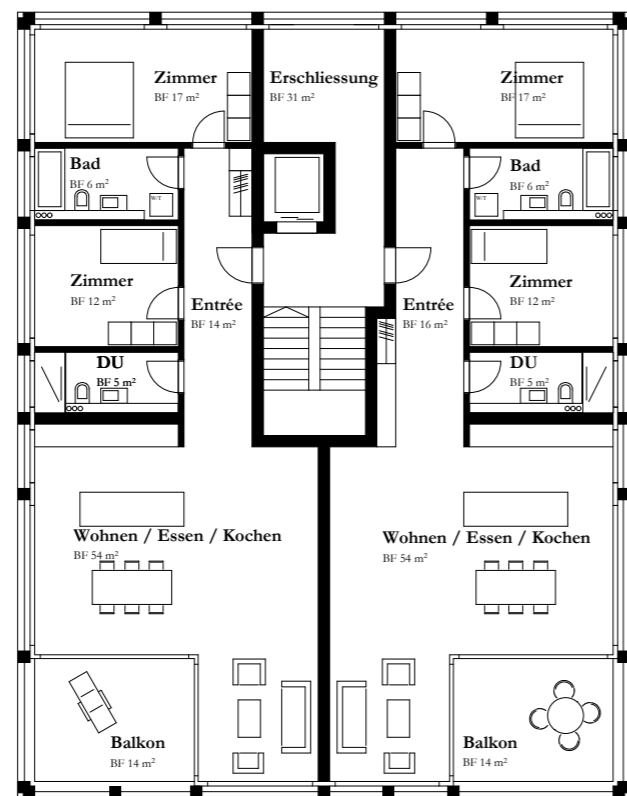 Zimmer
BF 17 m²
Erschliessung
BF 31 m²
Zimmer
BF 17 m²
Bad
BF 6 m²
W/T
Bad
BF 6 m²
W/T
Zimmer
BF 12 m²
Entrée
BF 14 m²
Entrée
BF 16 m²
Zimmer
BF 12 m²
DU
BF 5 m²
DU
BF 5 m²
Wohnen / Essen / Kochen
BF 54 m²
Wohnen / Essen / Kochen
BF 54 m²
Balkon
BF 14 m²
Balkon
BF 14 m²